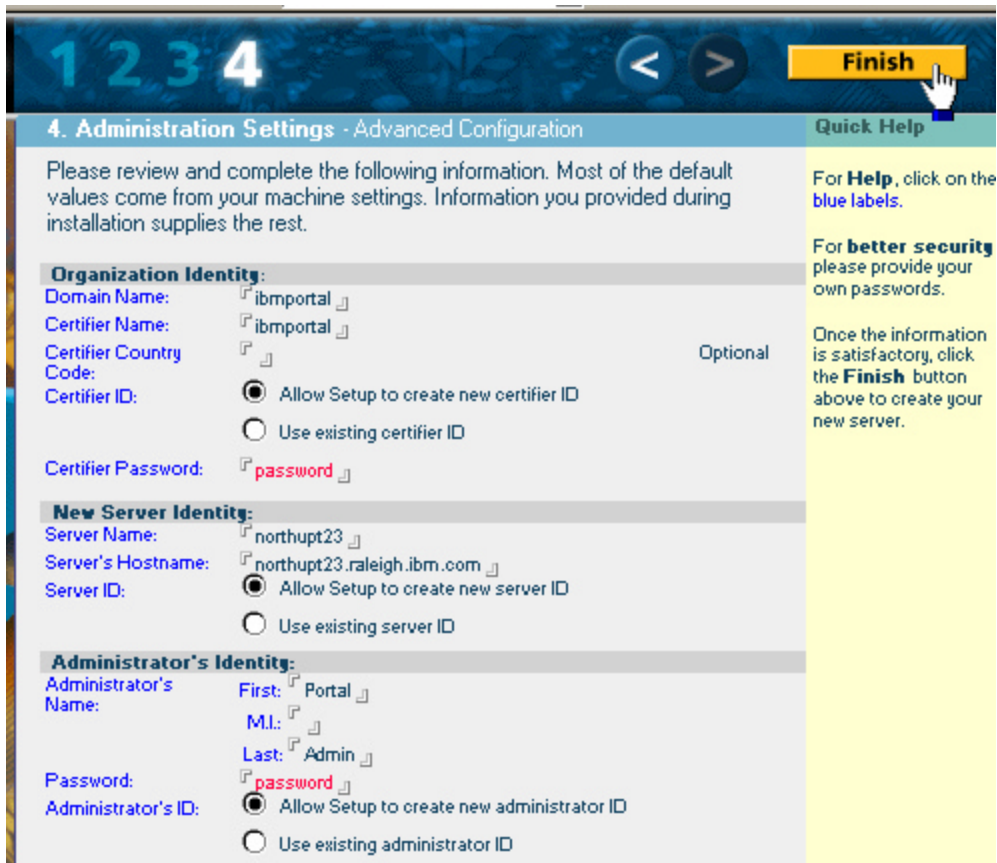 1 2 3 4 < > Finish
4. Administration Settings - Advanced Configuration
Please review and complete the following information. Most of the default
values come from your machine settings. Information you provided during
installation supplies the rest.
Organization Identity:
Domain Name: ibmportal
Certifier Name: ibmportal
Certifier Country Optional
Code:
Certifier ID: Allow Setup to create new certifier ID
Use existing certifier ID
Certifier Password: password
New Server Identity:
Server Name: northupt23
Server's Hostname: northupt23.raleigh.ibm.com
Server ID: Allow Setup to create new server ID
Use existing server ID
Administrator's Identity:
Administrator's First: Portal
Name:
M.I.:
Last: Admin
Password: password
Administrator's ID: Allow Setup to create new administrator ID
Use existing administrator ID
Quick Help
For Help, click on the
blue labels.
For better security
please provide your
own passwords.
Once the information
is satisfactory, click
the Finish button
above to create your
new server.